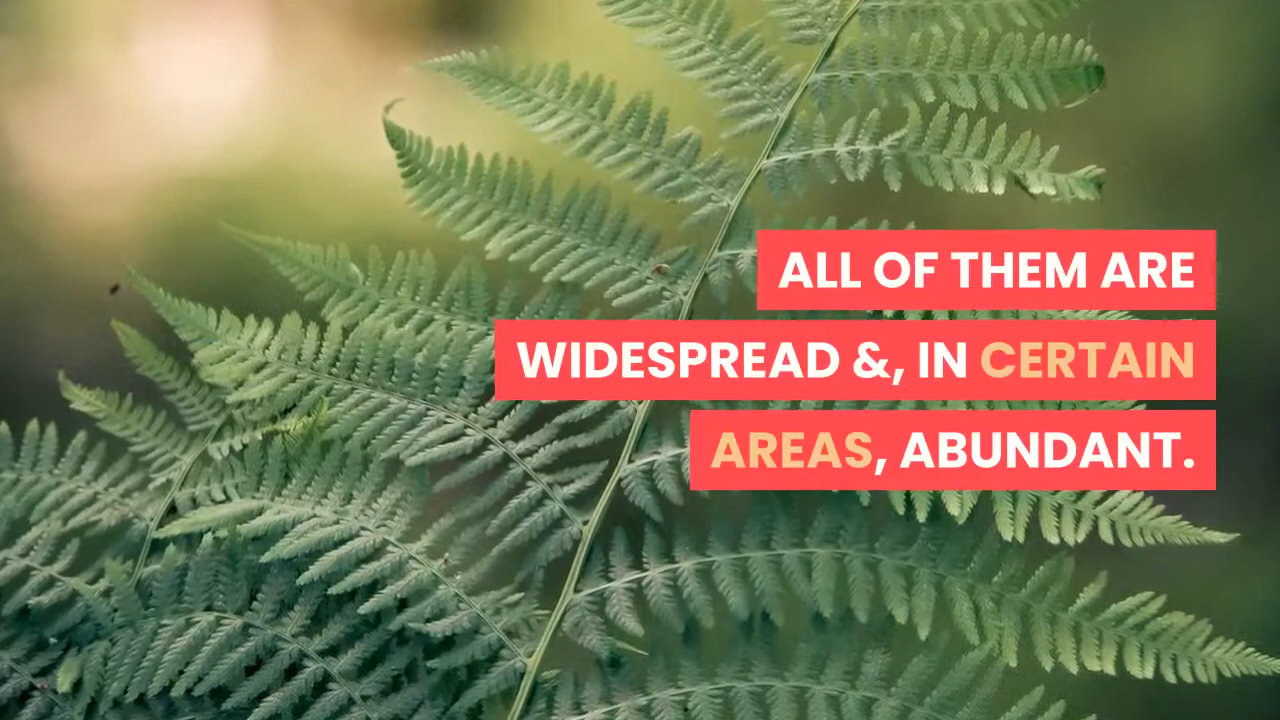 ALL OF THEM ARE
WIDESPREAD &, IN CERTAIN
AREAS, ABUNDANT.